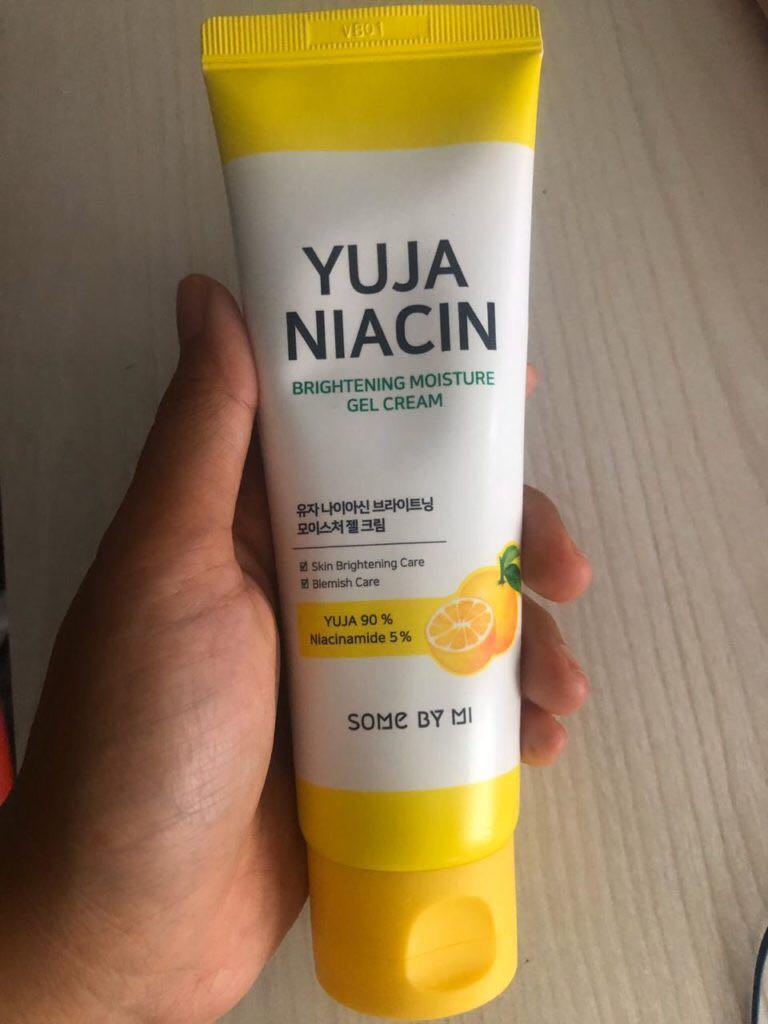 VB01
YUJA
NIACIN
BRIGHTENING MOISTURE
GEL CREAM
유자 나이아신 브라이트닝
모이스처 젤 크림
☑ Skin Brightening Care
☑ Blemish Care
YUJA 90 %
Niacinamide 5 %
SOME BY MI